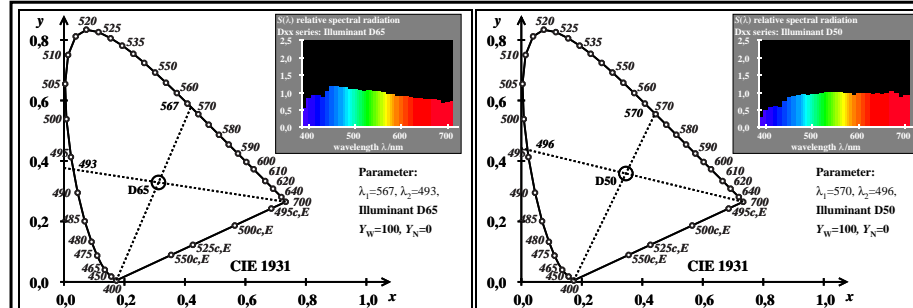 y
520
525
535
550
560
567
570
580
590
600
610
620
640
700
495c,E
500c,E
525c,E
550c,E
510
505
500
495
493
490
485
480
475
465
450
400
0,8
0,6
0,4
0,2
0,0
D65
CIE 1931
0,0 0,2 0,4 0,6 0,8 1,0
x
S(λ) relative spectral radiation
Dxx series: Illuminant D65
2,5
2,0
1,5
1,0
0,5
0,0
400 500 600 700
wavelength λ/nm
Parameter:
λ₁=567, λ₂=493,
Illuminant D65
Y_W=100, Y_N=0
y
520
525
535
550
560
570
570
580
590
600
610
620
640
700
495c,E
500c,E
525c,E
550c,E
510
505
500
495
496
490
485
480
475
465
450
400
0,8
0,6
0,4
0,2
0,0
D50
CIE 1931
0,0 0,2 0,4 0,6 0,8 1,0
x
S(λ) relative spectral radiation
Dxx series: Illuminant D50
2,5
2,0
1,5
1,0
0,5
0,0
400 500 600 700
wavelength λ/nm
Parameter:
λ₁=570, λ₂=496,
Illuminant D50
Y_W=100, Y_N=0